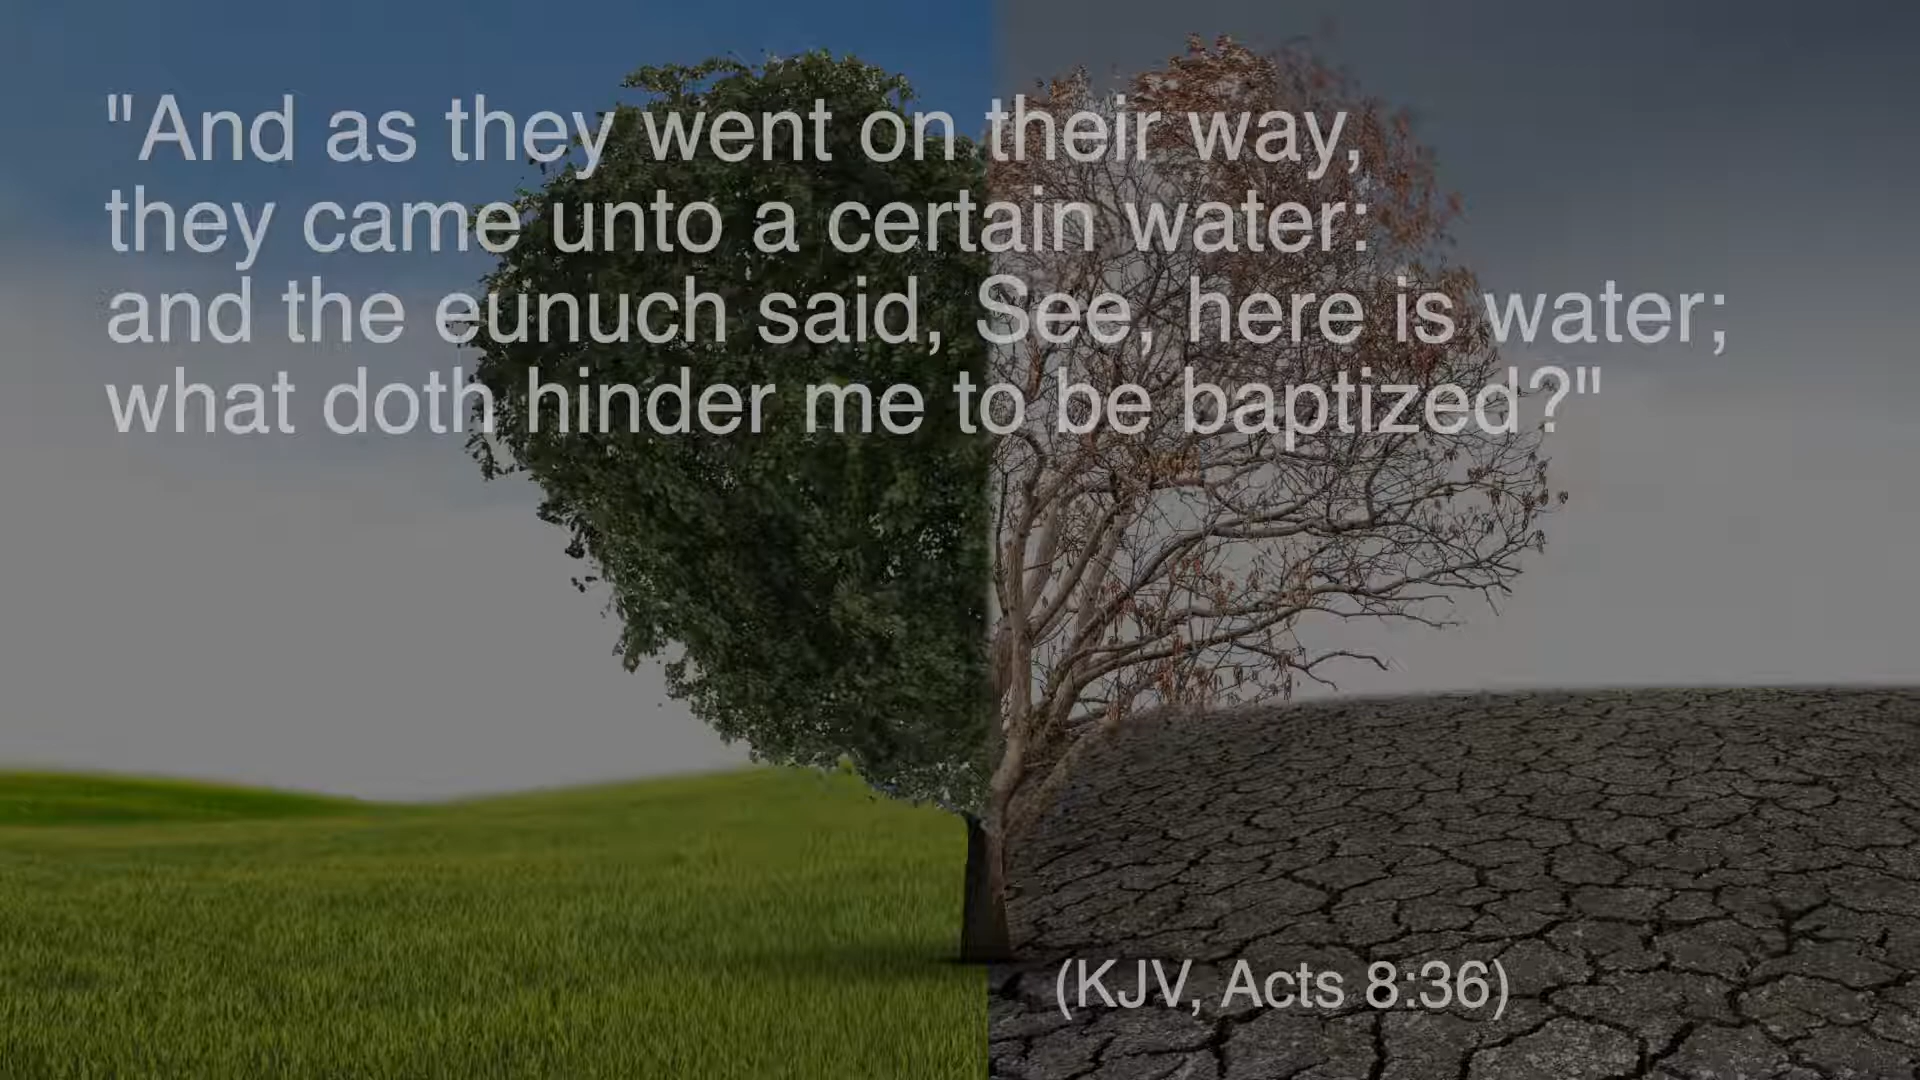 "And as they went on their way,
they came unto a certain water:
and the eunuch said, See, here is water;
what doth hinder me to be baptized?"
(KJV, Acts 8:36)